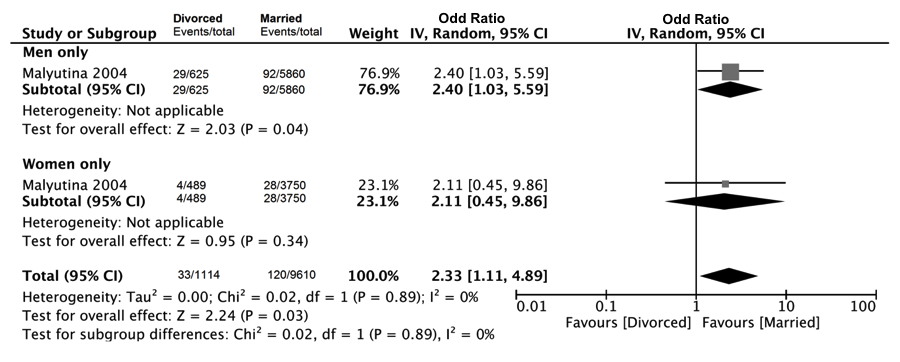 Divorced Married Odd Ratio Odd Ratio
Study or Subgroup Events/total Events/total Weight IV, Random, 95% CI IV, Random, 95% CI
Men only
Malyutina 2004 29/625 92/5860 76.9% 2.40 [1.03, 5.59]
Subtotal (95% CI) 29/625 92/5860 76.9% 2.40 [1.03, 5.59]
Heterogeneity: Not applicable
Test for overall effect: Z = 2.03 (P = 0.04)
Women only
Malyutina 2004 4/489 28/3750 23.1% 2.11 [0.45, 9.86]
Subtotal (95% CI) 4/489 28/3750 23.1% 2.11 [0.45, 9.86]
Heterogeneity: Not applicable
Test for overall effect: Z = 0.95 (P = 0.34)
Total (95% CI) 33/1114 120/9610 100.0% 2.33 [1.11, 4.89]
Heterogeneity: Tau² = 0.00; Chi² = 0.02, df = 1 (P = 0.89); I² = 0%
Test for overall effect: Z = 2.24 (P = 0.03)
Test for subgroup differences: Chi² = 0.02, df = 1 (P = 0.89), I² = 0%
0.01 0.1 1 10 100
Favours [Divorced] Favours [Married]